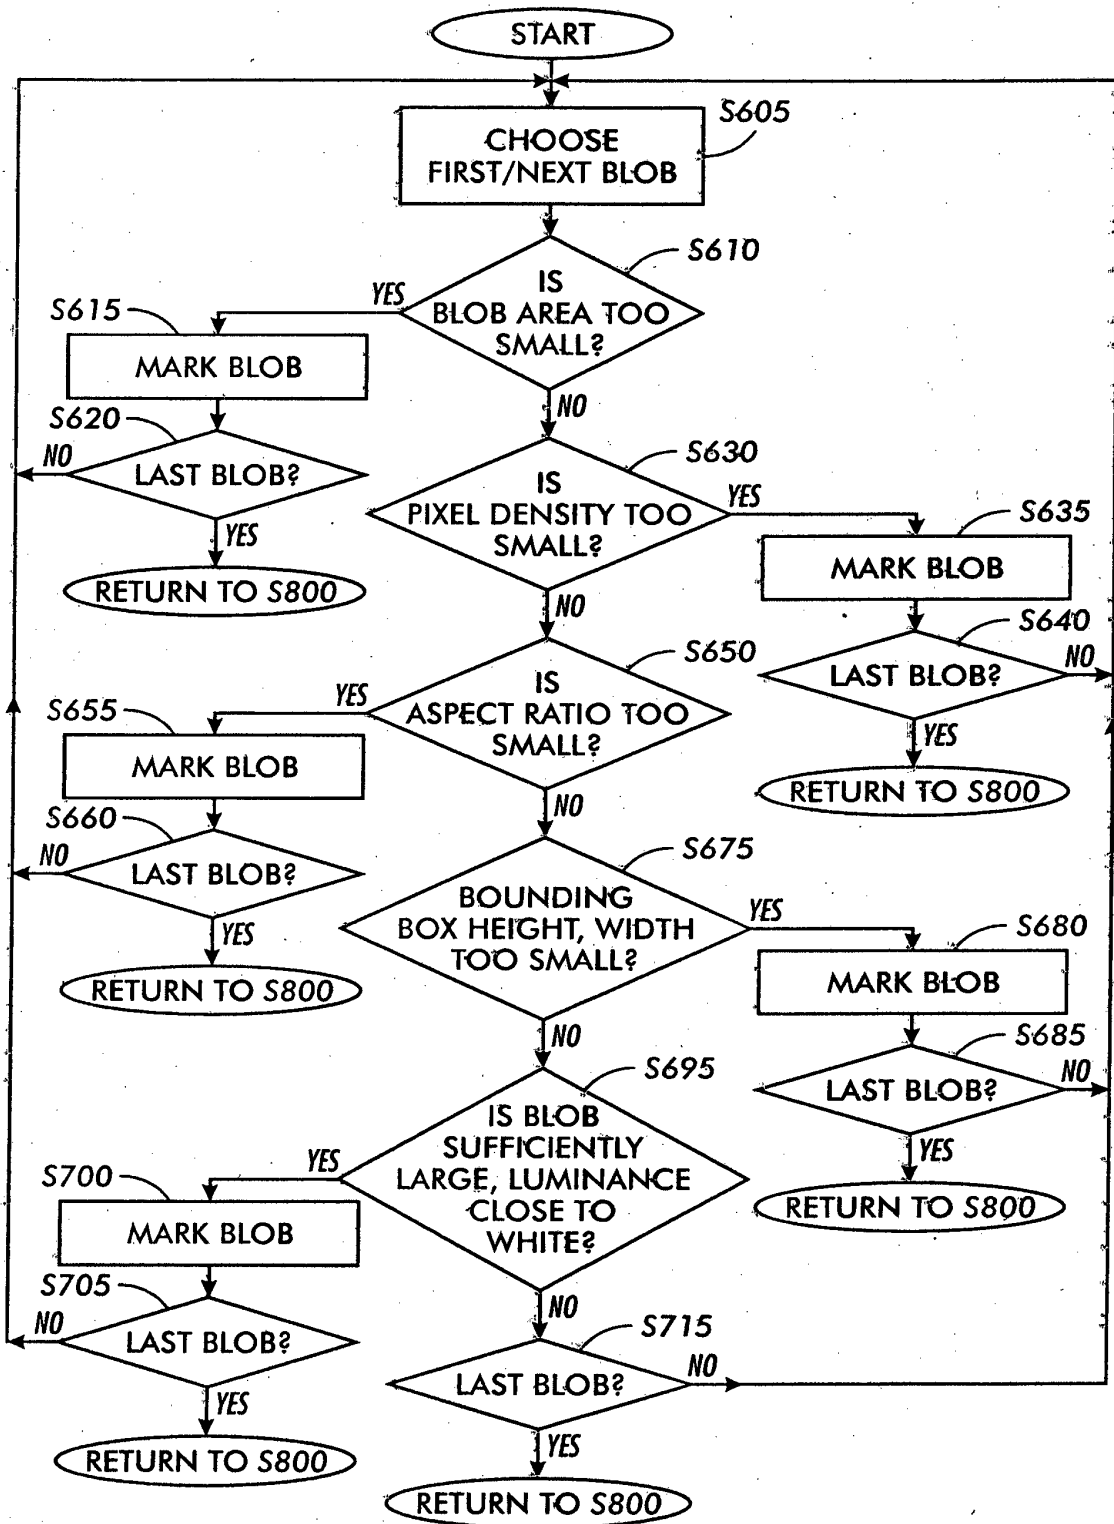 START
S605
CHOOSE
FIRST/NEXT BLOB
S610
IS
BLOB AREA TOO
SMALL?
YES
S615
MARK BLOB
NO
S620
LAST BLOB?
NO
YES
RETURN TO S800
S630
IS
PIXEL DENSITY TOO
SMALL?
YES
S635
MARK BLOB
NO
S640
LAST BLOB?
NO
YES
RETURN TO S800
S650
IS
ASPECT RATIO TOO
SMALL?
YES
S655
MARK BLOB
NO
S660
LAST BLOB?
NO
YES
RETURN TO S800
S675
BOUNDING
BOX HEIGHT, WIDTH
TOO SMALL?
YES
S680
MARK BLOB
NO
S685
LAST BLOB?
NO
YES
RETURN TO S800
S695
IS BLOB
SUFFICIENTLY
LARGE, LUMINANCE
CLOSE TO
WHITE?
YES
S700
MARK BLOB
NO
S705
LAST BLOB?
NO
YES
RETURN TO S800
S715
LAST BLOB?
NO
YES
RETURN TO S800